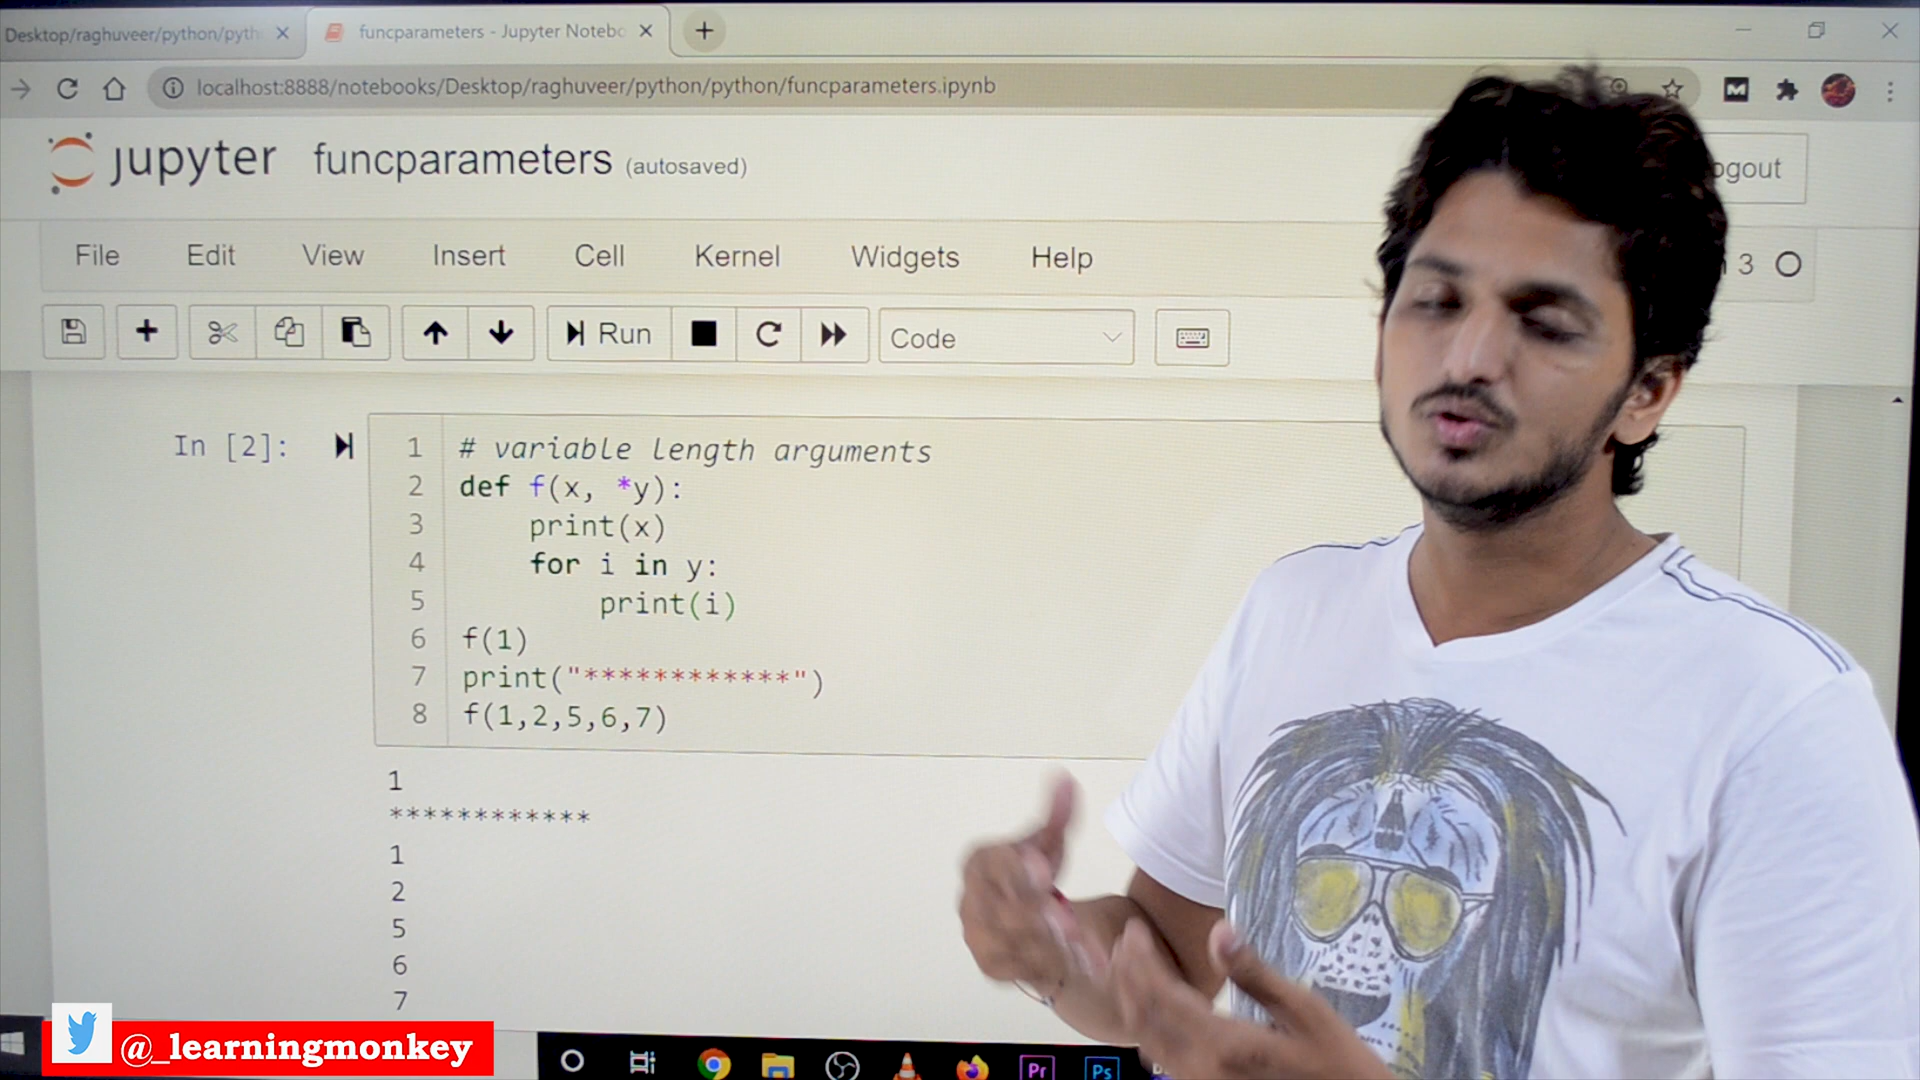 Desktop/raghuveer/python/pyth
funcparameters - Jupyter Notebo
localhost:8888/notebooks/Desktop/raghuveer/python/python/funcparameters.ipynb
jupyter funcparameters (autosaved)
ogout
File Edit View Insert Cell Kernel Widgets Help
3
Run
Code
In [2]:
1 # variable length arguments
2 def f(x, *y):
3 print(x)
4 for i in y:
5 print(i)
6 f(1)
7 print("************")
8 f(1,2,5,6,7)
1
************
1
2
5
6
7
@_learningmonkey
Pr
Ps